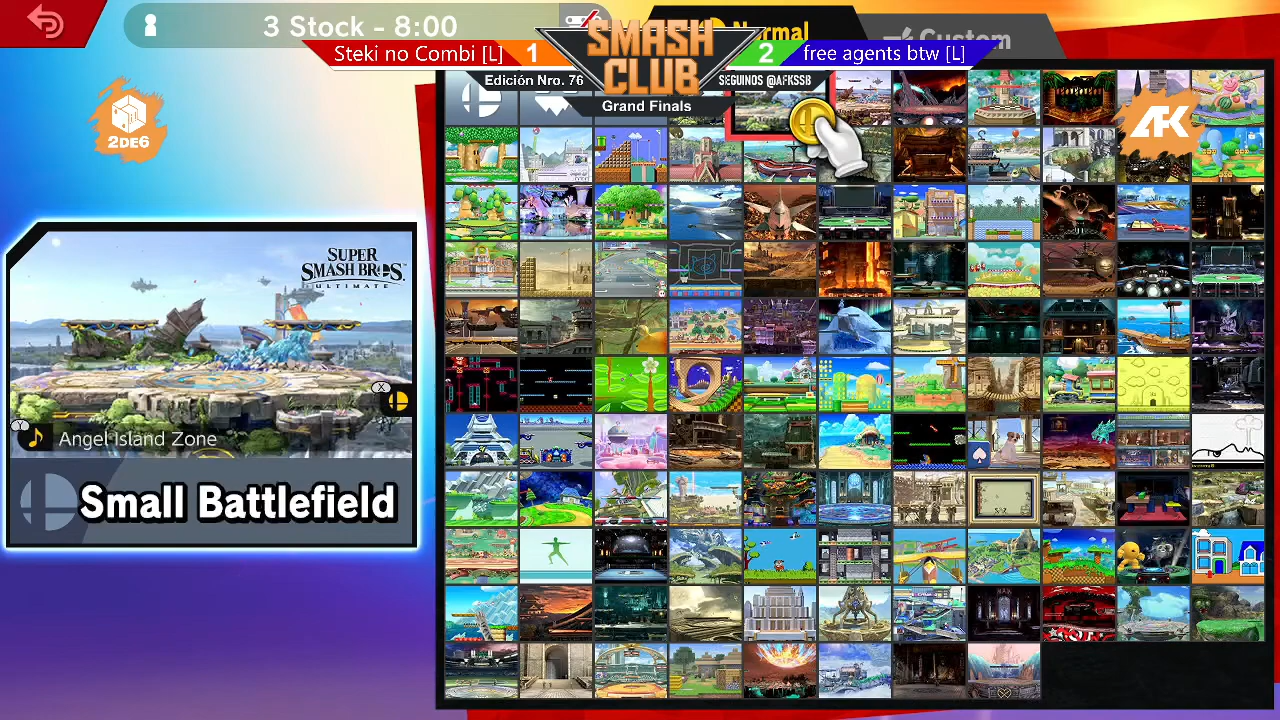 3 Stock - 8:00
Normal
Custom
Steki no Combi [L]
1
SMASH
CLUB
2
free agents btw [L]
Edición Nro. 76
SEGUINOS @AFKSSB
Grand Finals
2DE6
AK
SUPER
SMASH BROS.
ULTIMATE
X
Angel Island Zone
Small Battlefield